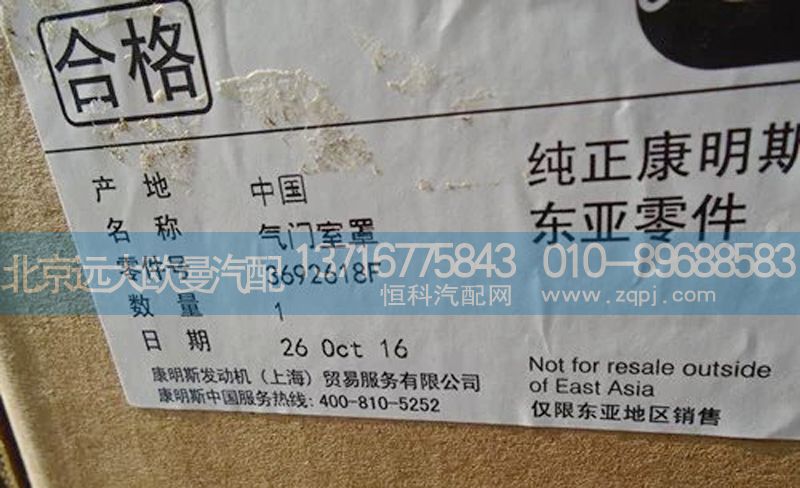 合格
产地 中国
名称 气门室罩
零件号 3692618F
数量 1
日期 26 Oct 16
康明斯发动机（上海）贸易服务有限公司
康明斯中国服务热线: 400-810-5252
纯正康明斯
东亚零件
Not for resale outside
of East Asia
仅限东亚地区销售
北京远大欧曼汽配 13716775843 010-89688583
恒科汽配网 www.zqpj.com